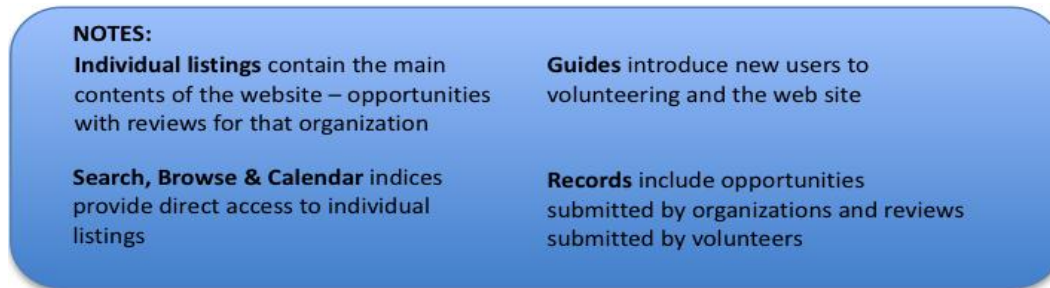 NOTES:
Individual listings contain the main
contents of the website – opportunities
with reviews for that organization
Search, Browse & Calendar indices
provide direct access to individual
listings
Guides introduce new users to
volunteering and the web site
Records include opportunities
submitted by organizations and reviews
submitted by volunteers